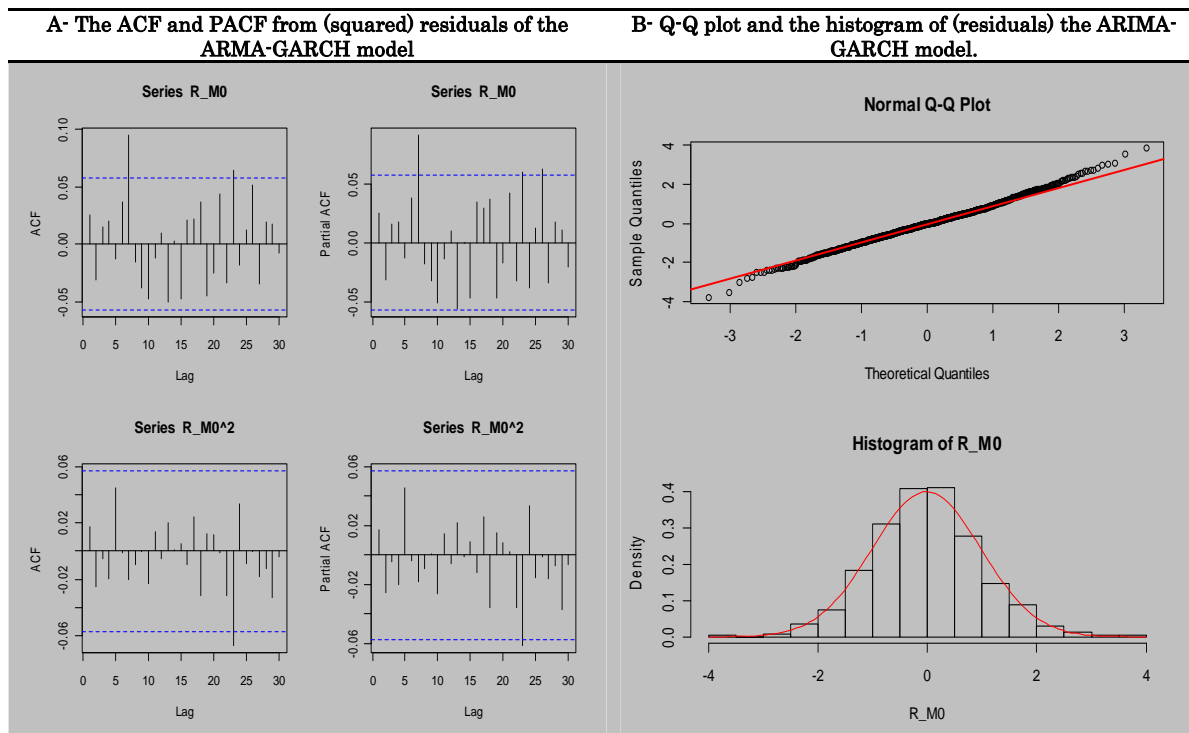 A- The ACF and PACF from (squared) residuals of the
ARMA-GARCH model
B- Q-Q plot and the histogram of (residuals) the ARIMA-
GARCH model.
Series R_M0
ACF
0.10
0.05
0.00
-0.05
0 5 10 15 20 25 30
Lag
Series R_M0
Partial ACF
0.05
0.00
-0.05
0 5 10 15 20 25 30
Lag
Series R_M0^2
ACF
0.06
0.02
-0.02
-0.06
0 5 10 15 20 25 30
Lag
Series R_M0^2
Partial ACF
0.06
0.02
-0.02
-0.06
0 5 10 15 20 25 30
Lag
Normal Q-Q Plot
Sample Quantiles
4
2
0
-2
-4
-3 -2 -1 0 1 2 3
Theoretical Quantiles
Histogram of R_M0
Density
0.4
0.3
0.2
0.1
0.0
-4 -2 0 2 4
R_M0